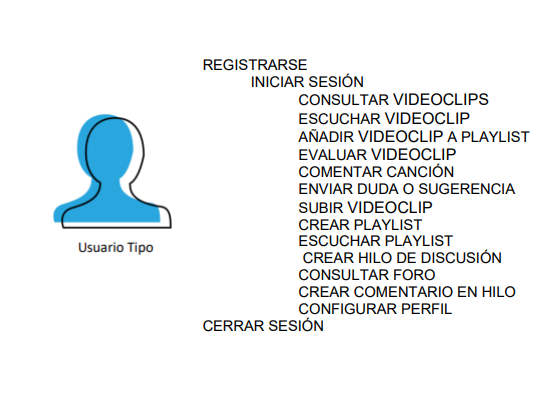 REGISTRARSE
INICIAR SESIÓN
CONSULTAR VIDEOCLIPS
ESCUCHAR VIDEOCLIP
AÑADIR VIDEOCLIP A PLAYLIST
EVALUAR VIDEOCLIP
COMENTAR CANCIÓN
ENVIAR DUDA O SUGERENCIA
SUBIR VIDEOCLIP
CREAR PLAYLIST
ESCUCHAR PLAYLIST
CREAR HILO DE DISCUSIÓN
CONSULTAR FORO
CREAR COMENTARIO EN HILO
CONFIGURAR PERFIL
CERRAR SESIÓN
Usuario Tipo